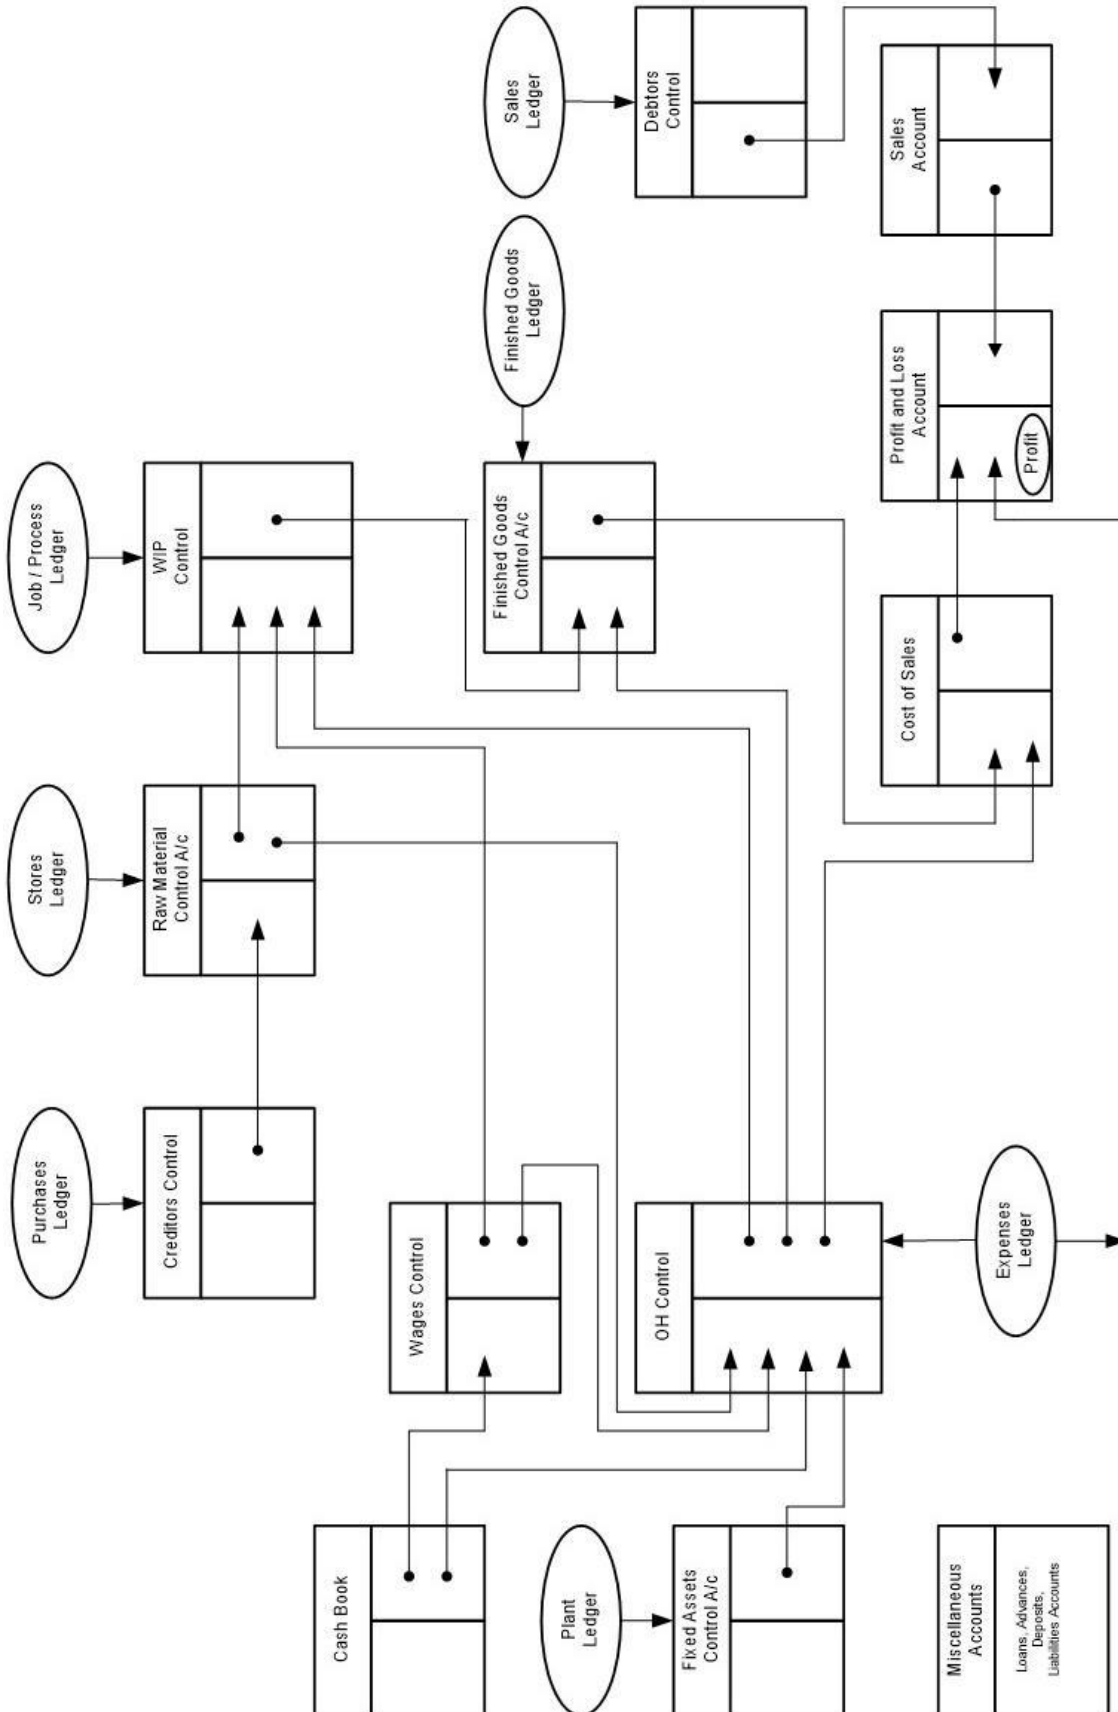 Purchases
Ledger
Stores
Ledger
Job / Process
Ledger
Creditors Control
Raw Material
Control A/c
WIP
Control
Cash Book
Wages Control
Finished Goods
Control A/c
Finished Goods
Ledger
Sales
Ledger
Plant
Ledger
Fixed Assets
Control A/c
OH Control
Debtors
Control
Miscellaneous
Accounts
Loans, Advances,
Deposits,
Liabilities Accounts
Expenses
Ledger
Cost of Sales
Profit and Loss
Account
Profit
Sales
Account